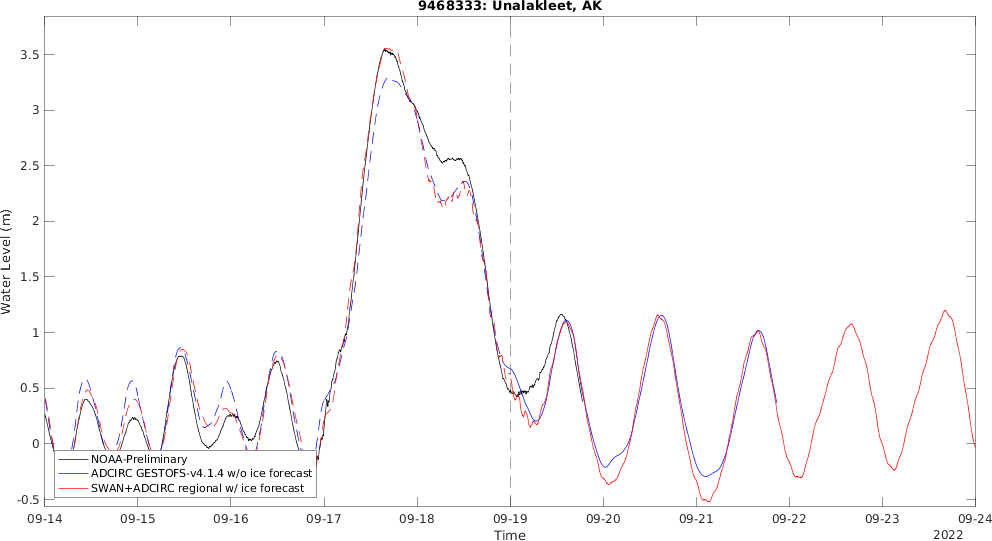 9468333: Unalakleet, AK
3.5
3
2.5
2
1.5
1
0.5
0
-0.5
Water Level (m)
NOAA-Preliminary
ADCIRC GESTOFS-v4.1.4 w/o ice forecast
SWAN+ADCIRC regional w/ ice forecast
09-14 09-15 09-16 09-17 09-18 09-19 09-20 09-21 09-22 09-23 09-24
Time
2022